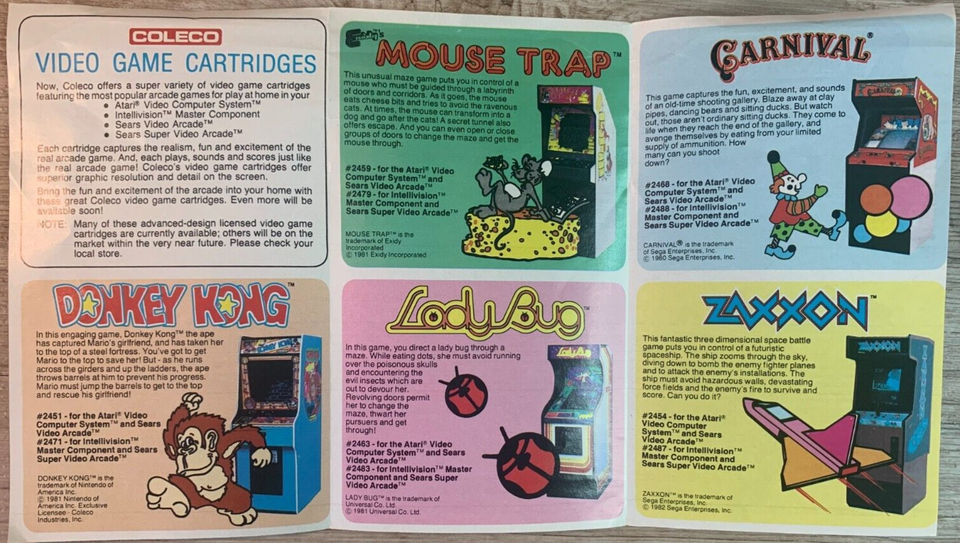 COLECO
VIDEO GAME CARTRIDGES
Now, Coleco offers a super variety of video game cartridges
featuring the most popular arcade games for play at home in your
• Atari® Video Computer System™
• Intellivision™ Master Component
• Sears Video Arcade™
• Sears Super Video Arcade™
Each cartridge captures the realism, fun and excitement of the
real arcade game. And, each plays, sounds and scores just like
the real arcade game! Coleco's video game cartridges offer
superior graphic resolution and detail on the screen.
Bring the fun and excitement of the arcade into your home with
these great Coleco video game cartridges. Even more will be
available soon!
NOTE: Many of these advanced-design licensed video game
cartridges are currently available; others will be on the
market within the very near future. Please check your
local store.
Exidy's
MOUSE TRAP™
This unusual maze game puts you in control of a
mouse who must be guided through a labyrinth
of doors and corridors. As it goes, the mouse
eats cheese bits and tries to avoid the ravenous
cats. At times, the mouse can transform into a
dog and go after the cats! A secret tunnel also
offers escape. And you can even open or close
groups of doors to change the maze and get the
mouse through.
#2459 - for the Atari® Video
Computer System™ and
Sears Video Arcade™
#2479 - for Intellivision™
Master Component and
Sears Super Video Arcade™
MOUSE TRAP™ is the
trademark of Exidy
Incorporated
© 1981 Exidy Incorporated
CARNIVAL®
This game captures the fun, excitement, and sounds
of an old-time shooting gallery. Blaze away at clay
pipes, dancing bears and sitting ducks. But watch
out, those aren't ordinary sitting ducks. They come to
life when they reach the end of the gallery, and
avenge themselves by eating from your limited
supply of ammunition. How
many can you shoot
down?
#2468 - for the Atari® Video
Computer System™ and
Sears Video Arcade™
#2488 - for Intellivision™
Master Component and
Sears Super Video Arcade™
CARNIVAL® is the trademark
of Sega Enterprises, Inc.
© 1980 Sega Enterprises, Inc.
DONKEY KONG™
In this engaging game, Donkey Kong™ the ape
has captured Mario's girlfriend, and has taken her
to the top of a steel fortress. You've got to get
Mario to the top to save her! But - as he runs
across the girders and up the ladders, the ape
throws barrels at him to prevent his progress.
Mario must jump the barrels to get to the top
and rescue his girlfriend!
#2451 - for the Atari® Video
Computer System™ and Sears
Video Arcade™
#2471 - for Intellivision™
Master Component and Sears
Super Video Arcade™
DONKEY KONG™ is the
trademark of Nintendo of
America Inc.
© 1981 Nintendo of
America Inc. Exclusive
Licensee - Coleco
Industries, Inc.
Lady Bug™
In this game, you direct a lady bug through a
maze. While eating dots, she must avoid running
over the poisonous skulls
and encountering the
evil insects which are
out to devour her.
Revolving doors permit
her to change the
maze, thwart her
pursuers and get
through!
#2463 - for the Atari® Video
Computer System™ and Sears
Video Arcade™
#2483 - for Intellivision™ Master
Component and Sears Super
Video Arcade™
LADY BUG™ is the trademark of
Universal Co. Ltd
© 1981 Universal Co. Ltd.
ZAXXON™
This fantastic three dimensional space battle
game puts you in control of a futuristic
spaceship. The ship zooms through the sky,
diving down to bomb the enemy fighter planes
and to attack the enemy's installations. The
ship must avoid hazardous walls, devastating
force fields and the enemy's fire to survive and
score. Can you do it?
#2454 - for the Atari®
Video Computer
System™ and Sears
Video Arcade™
#2487 - for Intellivision™
Master Component and
Sears Super Video Arcade™
ZAXXON™ is the trademark of
Sega Enterprises, Inc.
© 1982 Sega Enterprises, Inc.